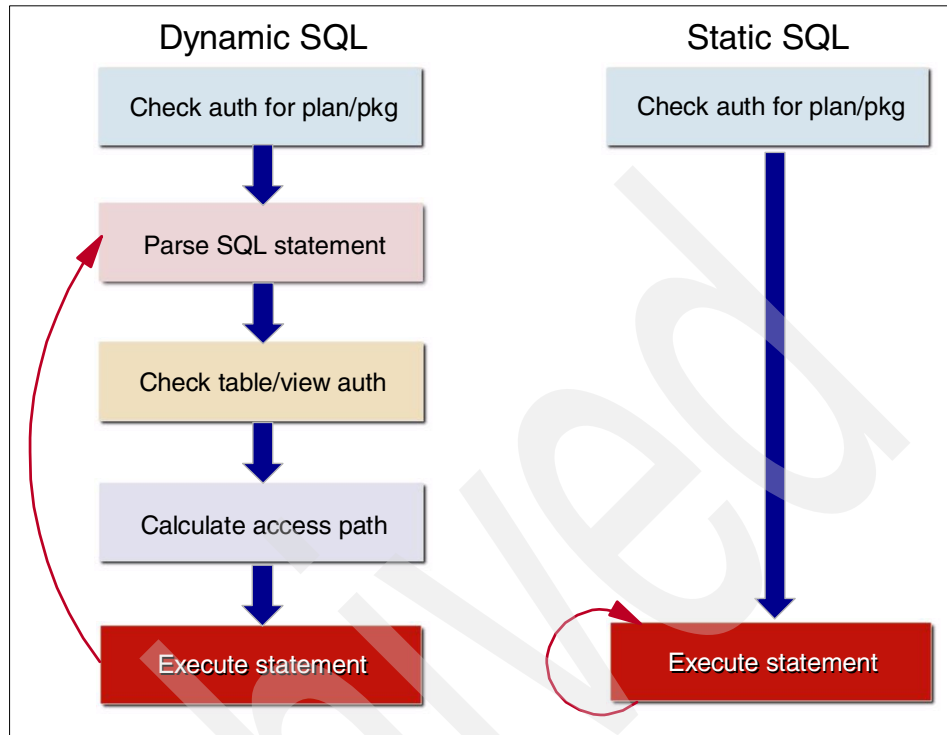 Dynamic SQL
Check auth for plan/pkg
Parse SQL statement
Check table/view auth
Calculate access path
Execute statement
Static SQL
Check auth for plan/pkg
Execute statement
hived